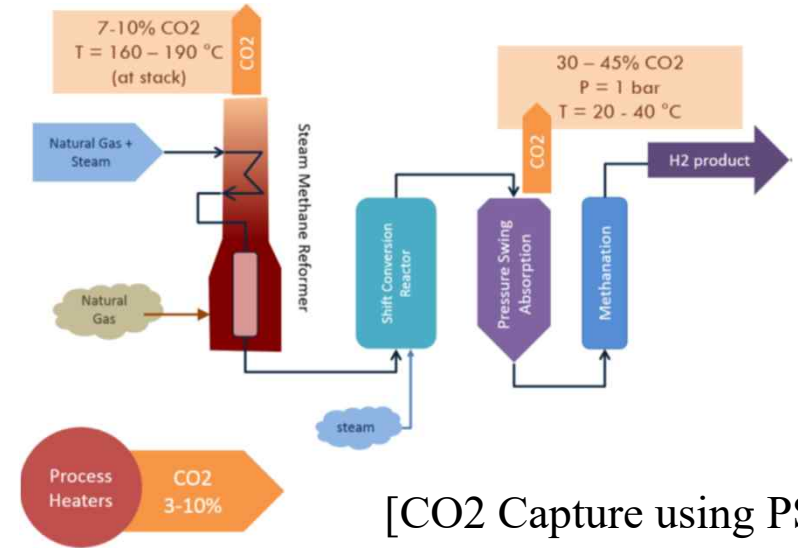 7-10% CO2
T = 160 – 190 °C
(at stack)
CO2
30 – 45% CO2
P = 1 bar
T = 20 - 40 °C
CO2
Natural Gas +
Steam
Steam Methane Reformer
H2 product
Shift Conversion
Reactor
Pressure Swing
Absorption
Methanation
Natural
Gas
steam
Process
Heaters
CO2
3-10%
[CO2 Capture using